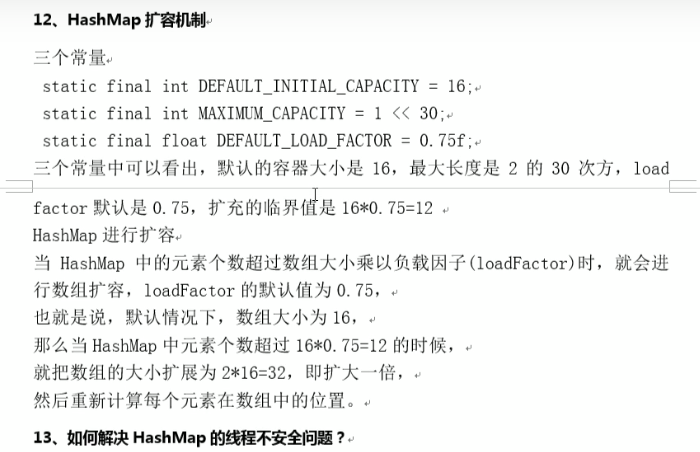 12、HashMap 扩容机制
三个常量
static final int DEFAULT_INITIAL_CAPACITY = 16;
static final int MAXIMUM_CAPACITY = 1 << 30;
static final float DEFAULT_LOAD_FACTOR = 0.75f;
三个常量中可以看出，默认的容器大小是 16，最大长度是 2 的 30 次方，load
factor 默认是 0.75，扩充的临界值是 16*0.75=12
HashMap 进行扩容
当 HashMap 中的元素个数超过数组大小乘以负载因子(loadFactor)时，就会进
行数组扩容，loadFactor 的默认值为 0.75，
也就是说，默认情况下，数组大小为 16，
那么当 HashMap 中元素个数超过 16*0.75=12 的时候，
就把数组的大小扩展为 2*16=32，即扩大一倍，
然后重新计算每个元素在数组中的位置。
13、如何解决 HashMap 的线程不安全问题？